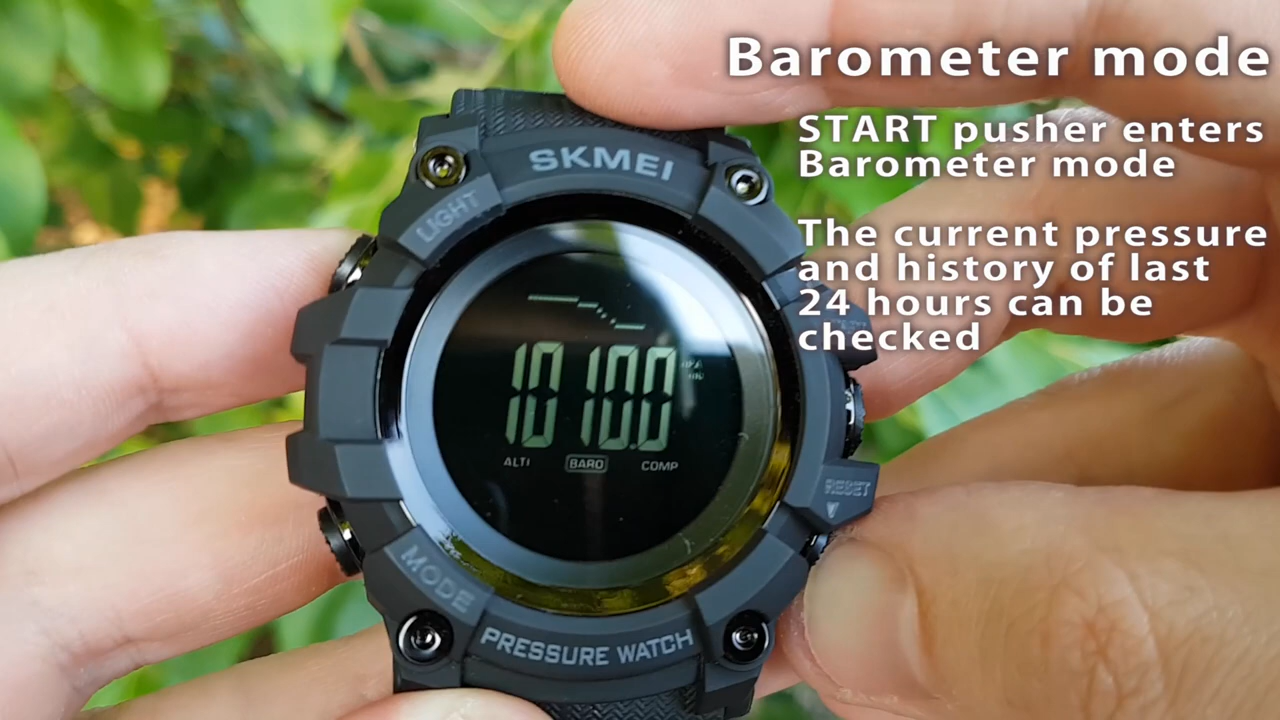 Barometer mode
START pusher enters
Barometer mode
The current pressure
and history of last
24 hours can be
checked
SKMEI
LIGHT
1010.0
ALTI BARO COMP
RESET
MODE
PRESSURE WATCH